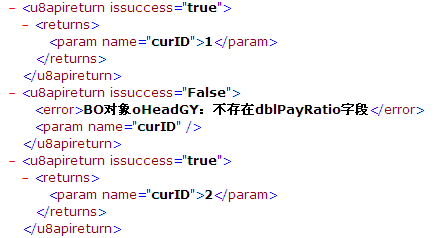 - <u8apireturn issuccess="true">
- <returns>
<param name="curID">1</param>
</returns>
</u8apireturn>
- <u8apireturn issuccess="False">
<error>BO对象oHeadGY：不存在dblPayRatio字段</error>
<param name="curID" />
</u8apireturn>
- <u8apireturn issuccess="true">
- <returns>
<param name="curID">2</param>
</returns>
</u8apireturn>